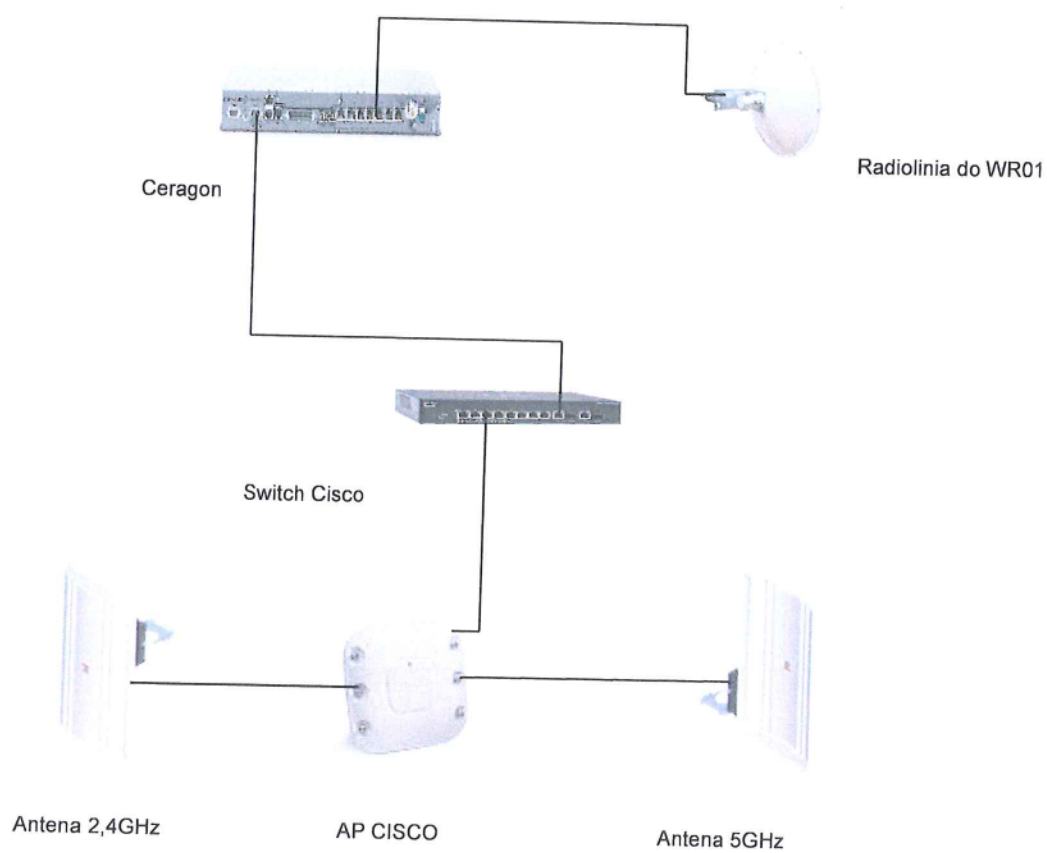 Radiolinia do WR01
Ceragon
Switch Cisco
Antena 2,4GHz
AP CISCO
Antena 5GHz